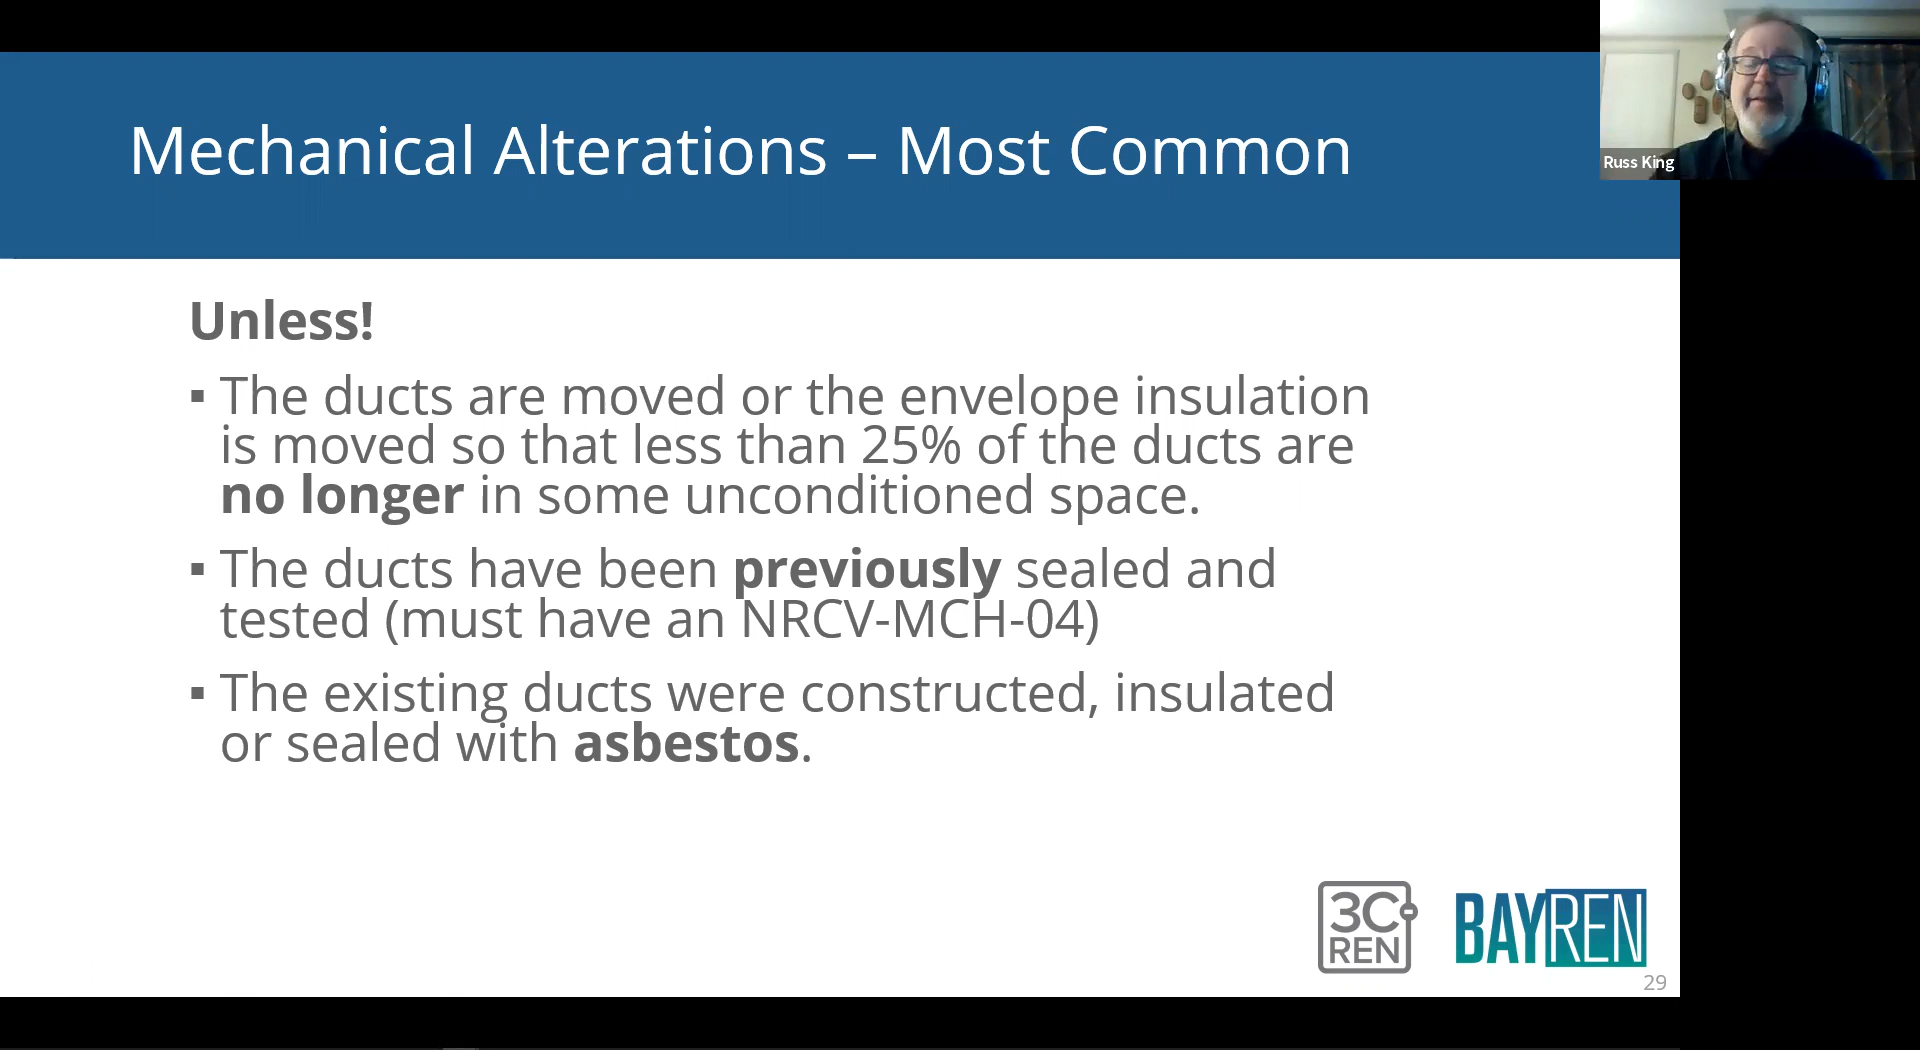 Mechanical Alterations – Most Common
Russ King
Unless!
▪ The ducts are moved or the envelope insulation
is moved so that less than 25% of the ducts are
no longer in some unconditioned space.
▪ The ducts have been previously sealed and
tested (must have an NRCV-MCH-04)
▪ The existing ducts were constructed, insulated
or sealed with asbestos.
3C
REN
BAYREN
29